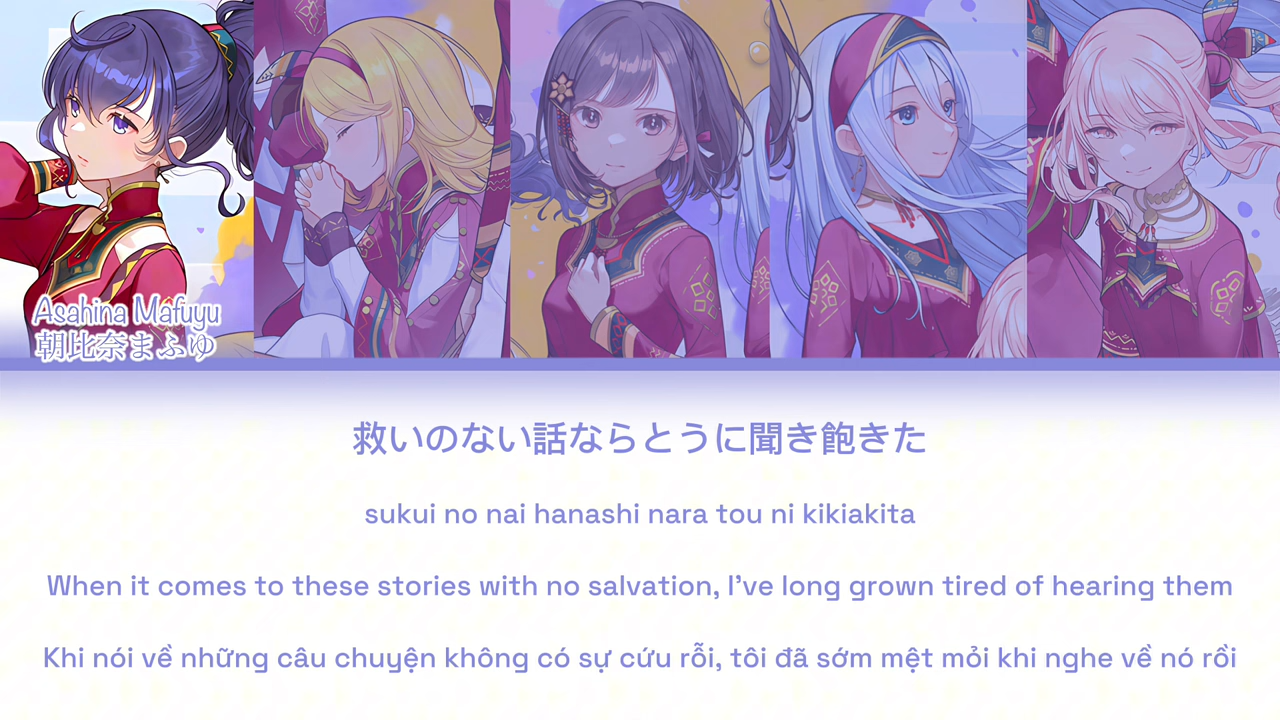 Asahina Mafuyu
朝比奈まふゆ
救いのない話ならとうに聞き飽きた
sukui no nai hanashi nara tou ni kikiakita
When it comes to these stories with no salvation, I've long grown tired of hearing them
Khi nói về những câu chuyện không có sự cứu rỗi, tôi đã sớm mệt mỏi khi nghe về nó rồi